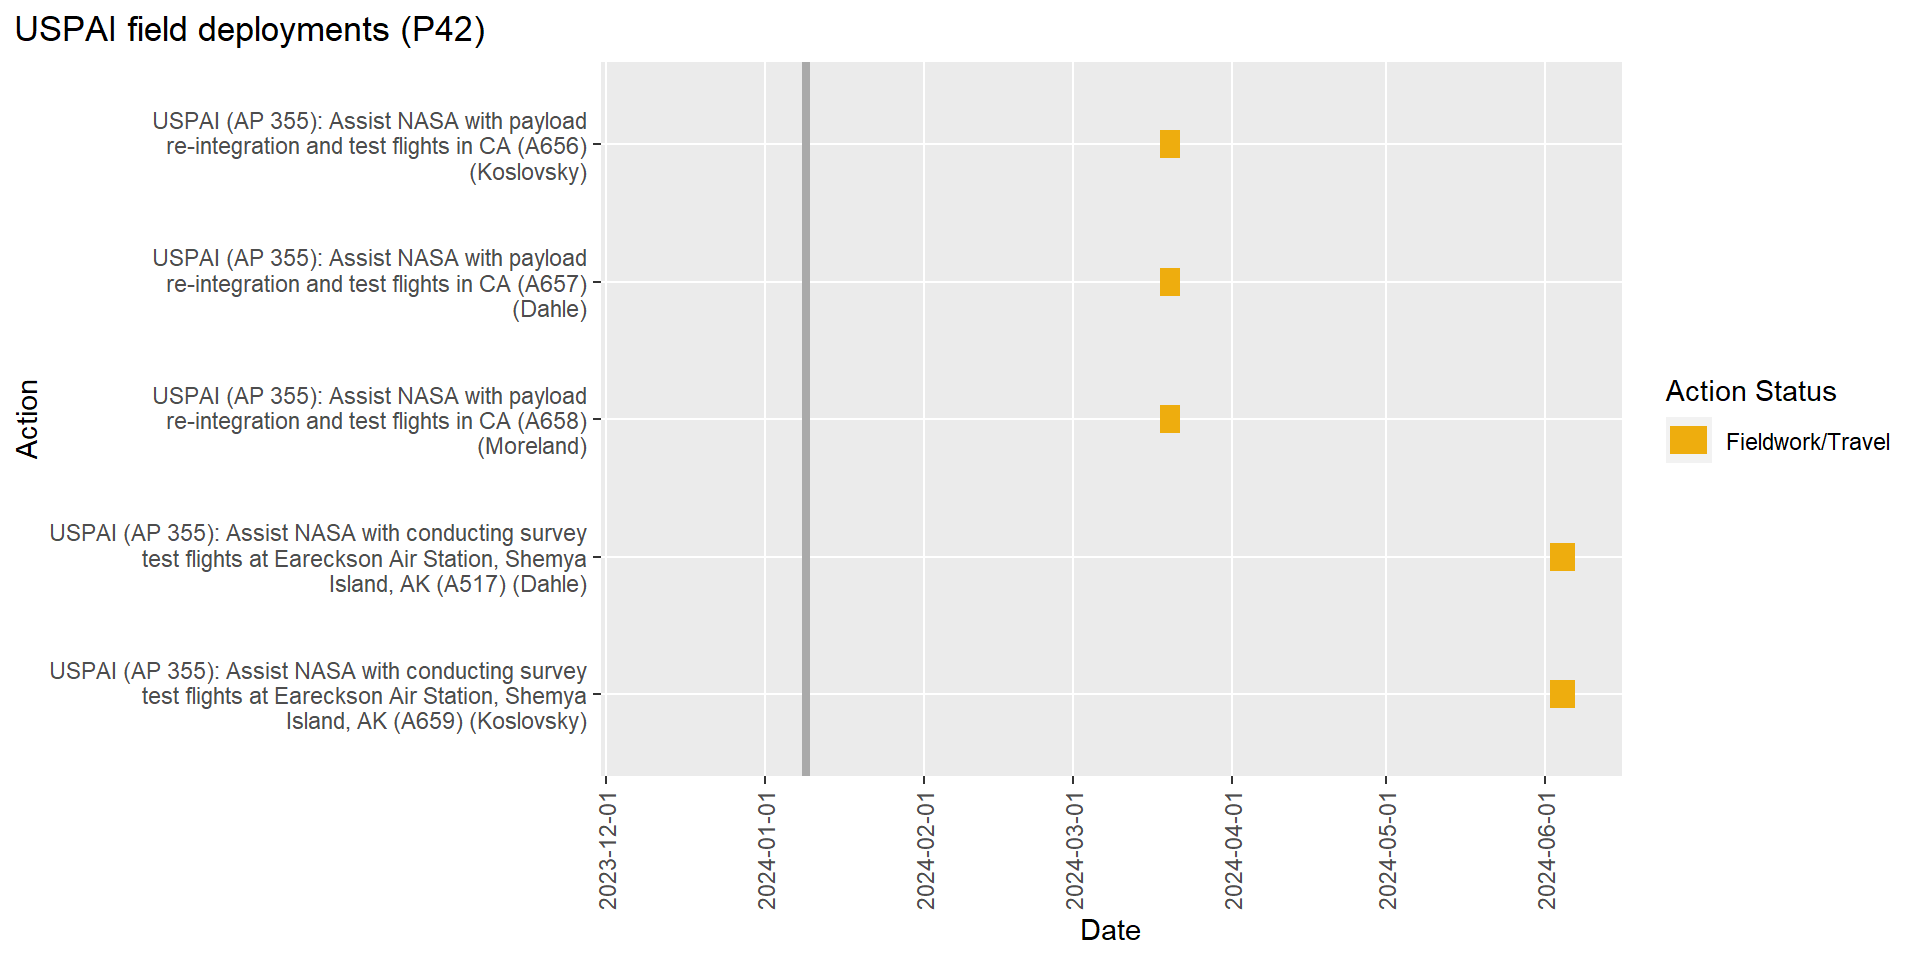 USPAI field deployments (P42)
USPAI (AP 355): Assist NASA with payload
re-integration and test flights in CA (A656)
(Koslovsky)
USPAI (AP 355): Assist NASA with payload
re-integration and test flights in CA (A657)
(Dahle)
USPAI (AP 355): Assist NASA with payload
re-integration and test flights in CA (A658)
(Moreland)
USPAI (AP 355): Assist NASA with conducting survey
test flights at Eareckson Air Station, Shemya
Island, AK (A517) (Dahle)
USPAI (AP 355): Assist NASA with conducting survey
test flights at Eareckson Air Station, Shemya
Island, AK (A659) (Koslovsky)
Action
2023-12-01
2024-01-01
2024-02-01
2024-03-01
2024-04-01
2024-05-01
2024-06-01
Date
Action Status
Fieldwork/Travel